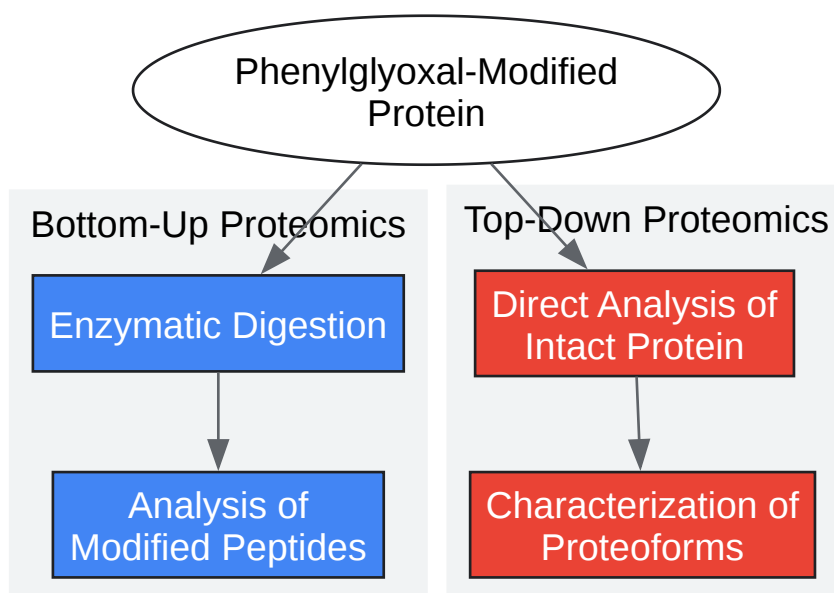 Phenylglyoxal-Modified
Protein
Bottom-Up Proteomics
Enzymatic Digestion
Analysis of
Modified Peptides
Top-Down Proteomics
Direct Analysis of
Intact Protein
Characterization of
Proteoforms